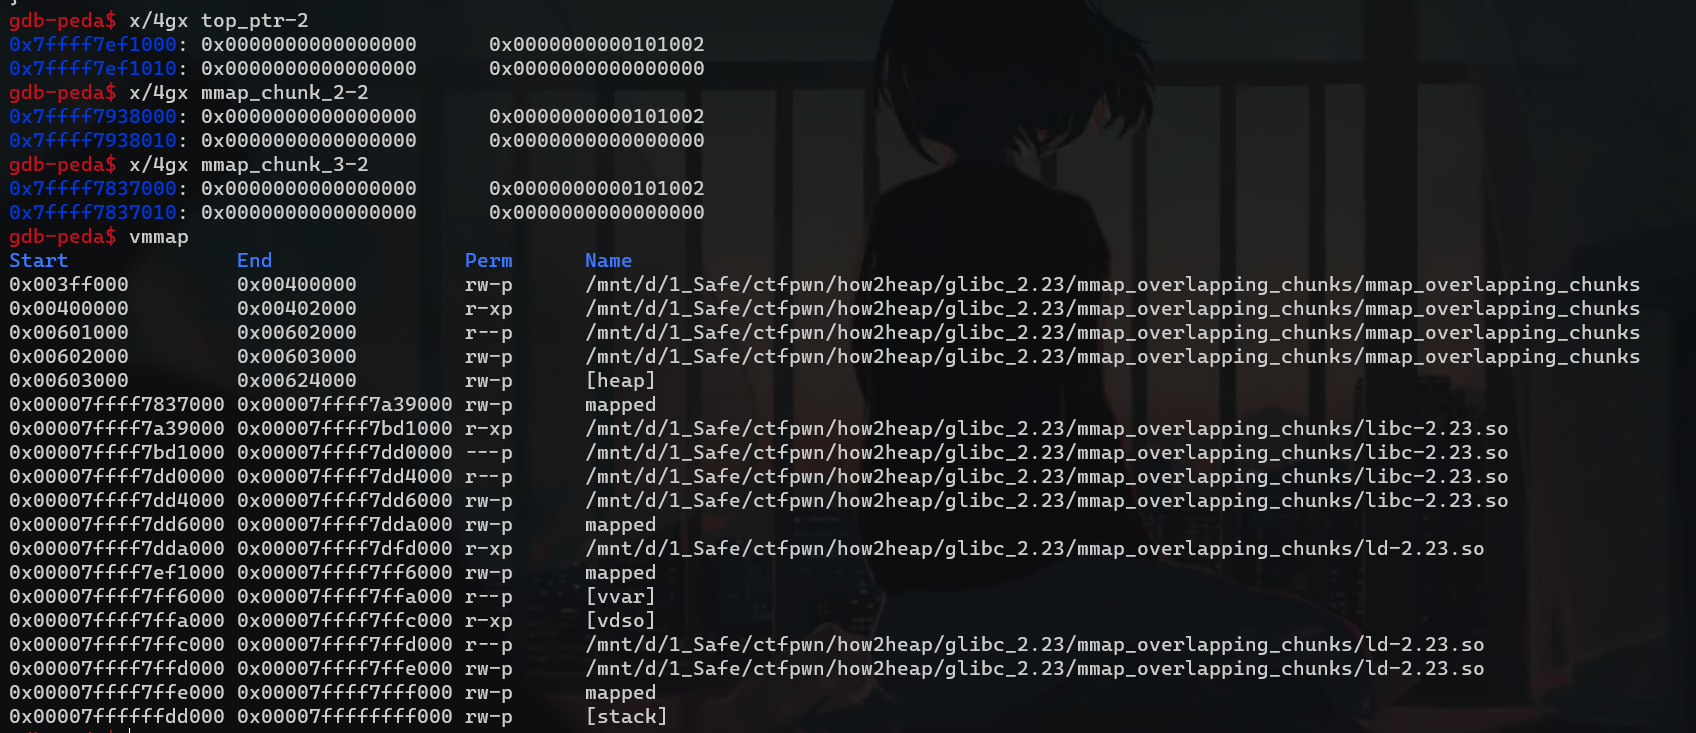 gdb-peda$ x/4gx top_ptr-2
0x7ffff7ef1000: 0x0000000000000000      0x0000000000101002
0x7ffff7ef1010: 0x0000000000000000      0x0000000000000000
gdb-peda$ x/4gx mmap_chunk_2-2
0x7ffff7938000: 0x0000000000000000      0x0000000000101002
0x7ffff7938010: 0x0000000000000000      0x0000000000000000
gdb-peda$ x/4gx mmap_chunk_3-2
0x7ffff7837000: 0x0000000000000000      0x0000000000101002
0x7ffff7837010: 0x0000000000000000      0x0000000000000000
gdb-peda$ vmmap
Start              End                Perm      Name
0x003ff000         0x00400000         rw-p      /mnt/d/1_Safe/ctfpwn/how2heap/glibc_2.23/mmap_overlapping_chunks/mmap_overlapping_chunks
0x00400000         0x00402000         r-xp      /mnt/d/1_Safe/ctfpwn/how2heap/glibc_2.23/mmap_overlapping_chunks/mmap_overlapping_chunks
0x00601000         0x00602000         r--p      /mnt/d/1_Safe/ctfpwn/how2heap/glibc_2.23/mmap_overlapping_chunks/mmap_overlapping_chunks
0x00602000         0x00603000         rw-p      /mnt/d/1_Safe/ctfpwn/how2heap/glibc_2.23/mmap_overlapping_chunks/mmap_overlapping_chunks
0x00603000         0x00624000         rw-p      [heap]
0x00007ffff7837000 0x00007ffff7a39000 rw-p      mapped
0x00007ffff7a39000 0x00007ffff7bd1000 r-xp      /mnt/d/1_Safe/ctfpwn/how2heap/glibc_2.23/mmap_overlapping_chunks/libc-2.23.so
0x00007ffff7bd1000 0x00007ffff7dd0000 ---p      /mnt/d/1_Safe/ctfpwn/how2heap/glibc_2.23/mmap_overlapping_chunks/libc-2.23.so
0x00007ffff7dd0000 0x00007ffff7dd4000 r--p      /mnt/d/1_Safe/ctfpwn/how2heap/glibc_2.23/mmap_overlapping_chunks/libc-2.23.so
0x00007ffff7dd4000 0x00007ffff7dd6000 rw-p      /mnt/d/1_Safe/ctfpwn/how2heap/glibc_2.23/mmap_overlapping_chunks/libc-2.23.so
0x00007ffff7dd6000 0x00007ffff7dda000 rw-p      mapped
0x00007ffff7dda000 0x00007ffff7dfd000 r-xp      /mnt/d/1_Safe/ctfpwn/how2heap/glibc_2.23/mmap_overlapping_chunks/ld-2.23.so
0x00007ffff7ef1000 0x00007ffff7ff6000 rw-p      mapped
0x00007ffff7ff6000 0x00007ffff7ffa000 r--p      [vvar]
0x00007ffff7ffa000 0x00007ffff7ffc000 r-xp      [vdso]
0x00007ffff7ffc000 0x00007ffff7ffd000 r--p      /mnt/d/1_Safe/ctfpwn/how2heap/glibc_2.23/mmap_overlapping_chunks/ld-2.23.so
0x00007ffff7ffd000 0x00007ffff7ffe000 rw-p      /mnt/d/1_Safe/ctfpwn/how2heap/glibc_2.23/mmap_overlapping_chunks/ld-2.23.so
0x00007ffff7ffe000 0x00007ffff7fff000 rw-p      mapped
0x00007ffffffdd000 0x00007ffffffff000 rw-p      [stack]